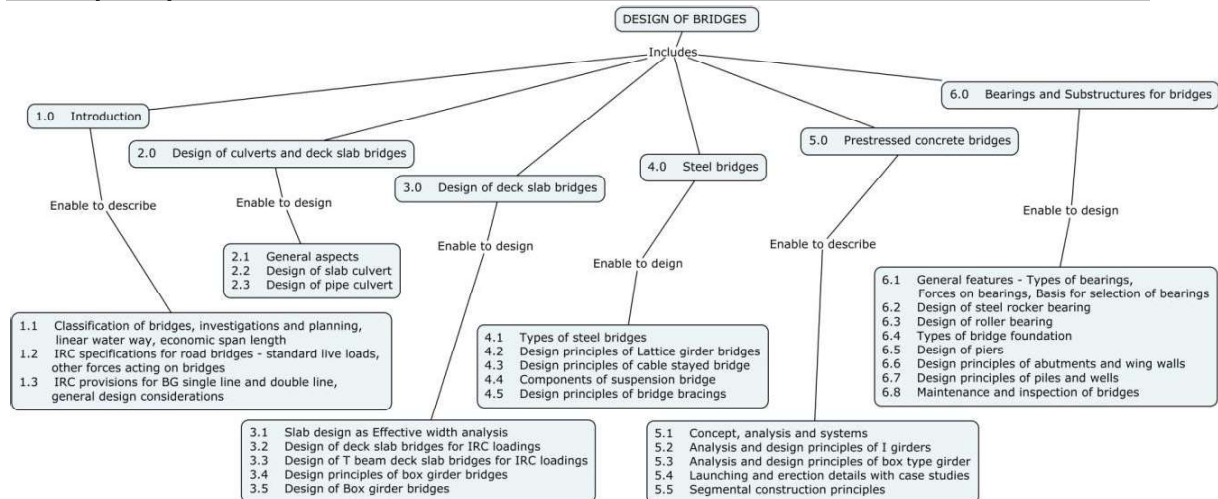 DESIGN OF BRIDGES
Includes
1.0 Introduction
2.0 Design of culverts and deck slab bridges
3.0 Design of deck slab bridges
4.0 Steel bridges
5.0 Prestressed concrete bridges
6.0 Bearings and Substructures for bridges
Enable to describe
1.1 Classification of bridges, investigations and planning,
linear water way, economic span length
1.2 IRC specifications for road bridges - standard live loads,
other forces acting on bridges
1.3 IRC provisions for BG single line and double line,
general design considerations
Enable to design
2.1 General aspects
2.2 Design of slab culvert
2.3 Design of pipe culvert
Enable to design
3.1 Slab design as Effective width analysis
3.2 Design of deck slab bridges for IRC loadings
3.3 Design of T beam deck slab bridges for IRC loadings
3.4 Design principles of box girder bridges
3.5 Design of Box girder bridges
Enable to deign
4.1 Types of steel bridges
4.2 Design principles of Lattice girder bridges
4.3 Design principles of cable stayed bridge
4.4 Components of suspension bridge
4.5 Design principles of bridge bracings
Enable to describe
5.1 Concept, analysis and systems
5.2 Analysis and design principles of I girders
5.3 Analysis and design principles of box type girder
5.4 Launching and erection details with case studies
5.5 Segmental construction principles
Enable to design
6.1 General features - Types of bearings,
Forces on bearings, Basis for selection of bearings
6.2 Design of steel rocker bearing
6.3 Design of roller bearing
6.4 Types of bridge foundation
6.5 Design of piers
6.6 Design principles of abutments and wing walls
6.7 Design principles of piles and wells
6.8 Maintenance and inspection of bridges